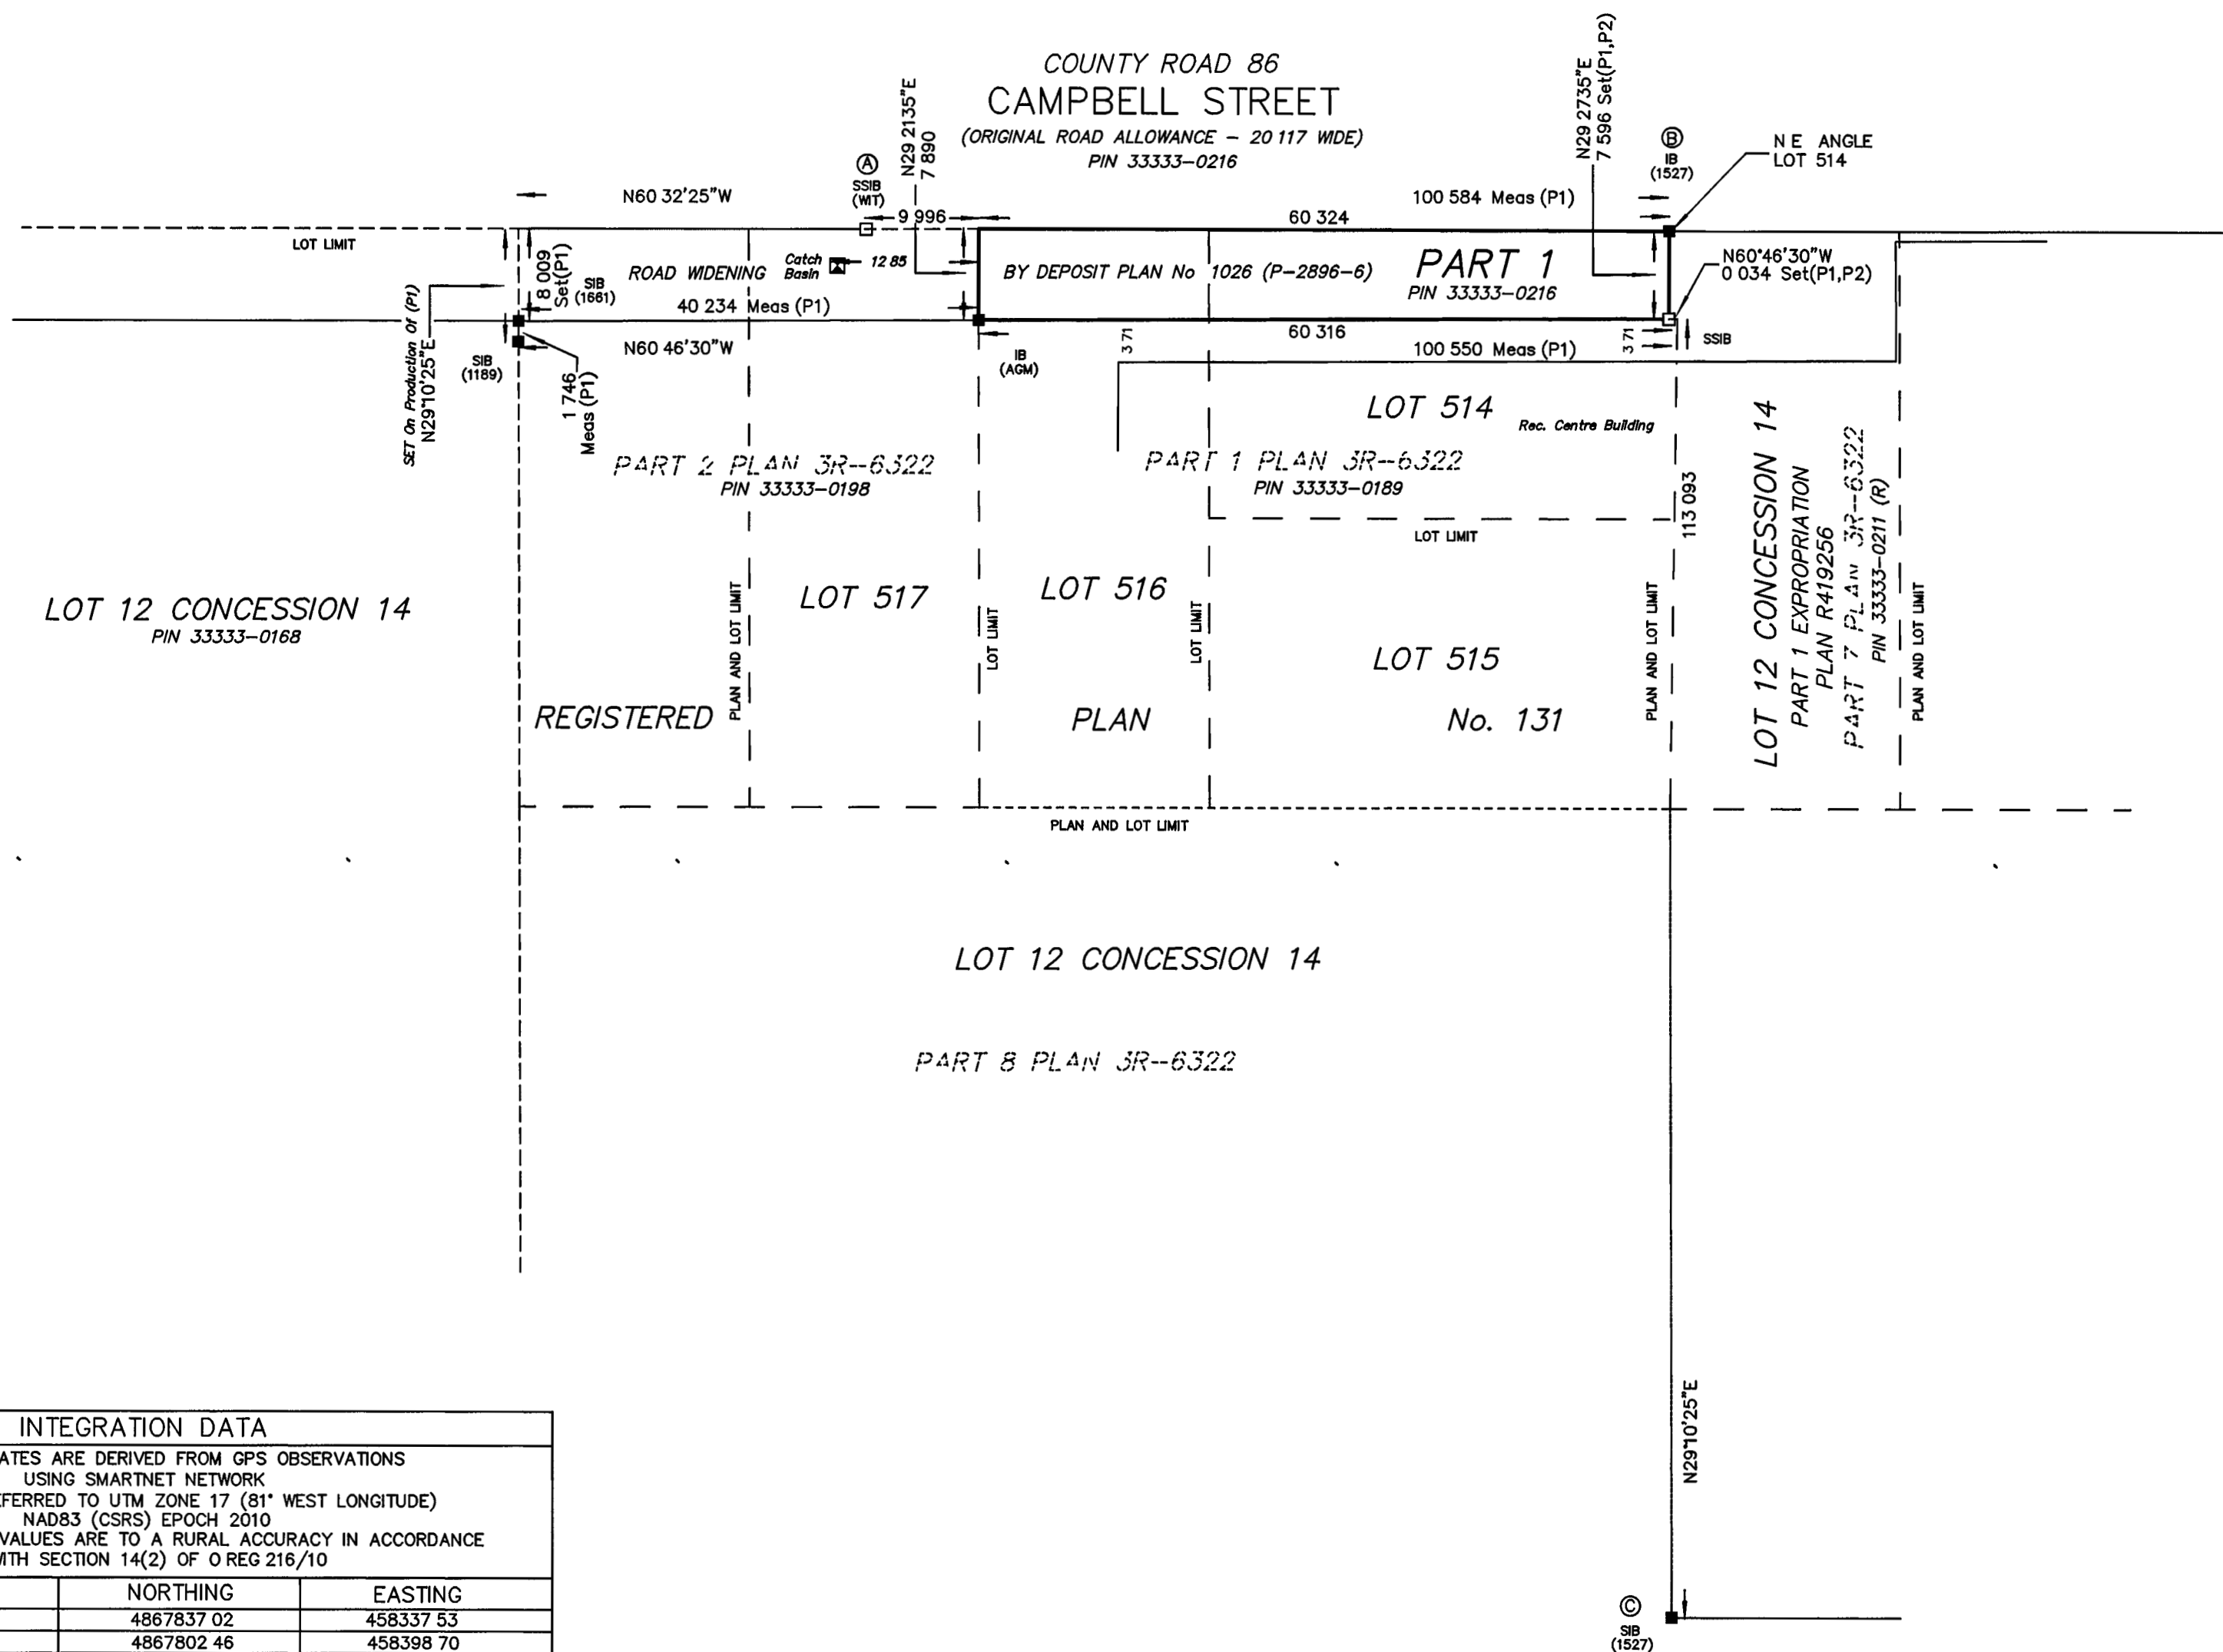 COUNTY ROAD 86
CAMPBELL STREET
(ORIGINAL ROAD ALLOWANCE – 20 117 WIDE)
PIN 33333–0216
N29 21'35"E
7 890
N29 27'35"E
7 596 Set(P1,P2)
Ⓐ
SSIB
(WIT)
Ⓑ
IB
(1527)
N E ANGLE
LOT 514
N60 32'25"W
9 996
100 584 Meas (P1)
60 324
LOT LIMIT
8 009
Set(P1)
SIB
(1661)
ROAD WIDENING
Catch
Basin
12 85
BY DEPOSIT PLAN No 1026 (P–2896–6)
PART 1
PIN 33333–0216
N60°46'30"W
0 034 Set(P1,P2)
40 234 Meas (P1)
SET On Production Of (P1)
N29°10'25"E
SIB
(1189)
N60 46'30"W
1 746
Meas (P1)
IB
(AGM)
3 71
60 316
100 550 Meas (P1)
3 71
SSIB
LOT 514
Rec. Centre Building
PART 2 PLAN 3R--6322
PIN 33333–0198
PART 1 PLAN 3R--6322
PIN 33333–0189
LOT LIMIT
113 093
LOT 12 CONCESSION 14
PART 1 EXPROPRIATION
PLAN R419256
PART 7 PLAN 3R--6322
PIN 33333–0211 (R)
LOT 12 CONCESSION 14
PIN 33333–0168
PLAN AND LOT LIMIT
LOT 517
LOT LIMIT
LOT 516
LOT LIMIT
LOT 515
PLAN AND LOT LIMIT
PLAN AND LOT LIMIT
REGISTERED PLAN No. 131
PLAN AND LOT LIMIT
LOT 12 CONCESSION 14
PART 8 PLAN 3R--6322
N29°10'25"E
Ⓒ
SIB
(1527)
INTEGRATION DATA
ATES ARE DERIVED FROM GPS OBSERVATIONS
USING SMARTNET NETWORK
FERRED TO UTM ZONE 17 (81° WEST LONGITUDE)
NAD83 (CSRS) EPOCH 2010
VALUES ARE TO A RURAL ACCURACY IN ACCORDANCE
ITH SECTION 14(2) OF O REG 216/10
NORTHING EASTING
4867837 02 458337 53
4867802 46 458398 70